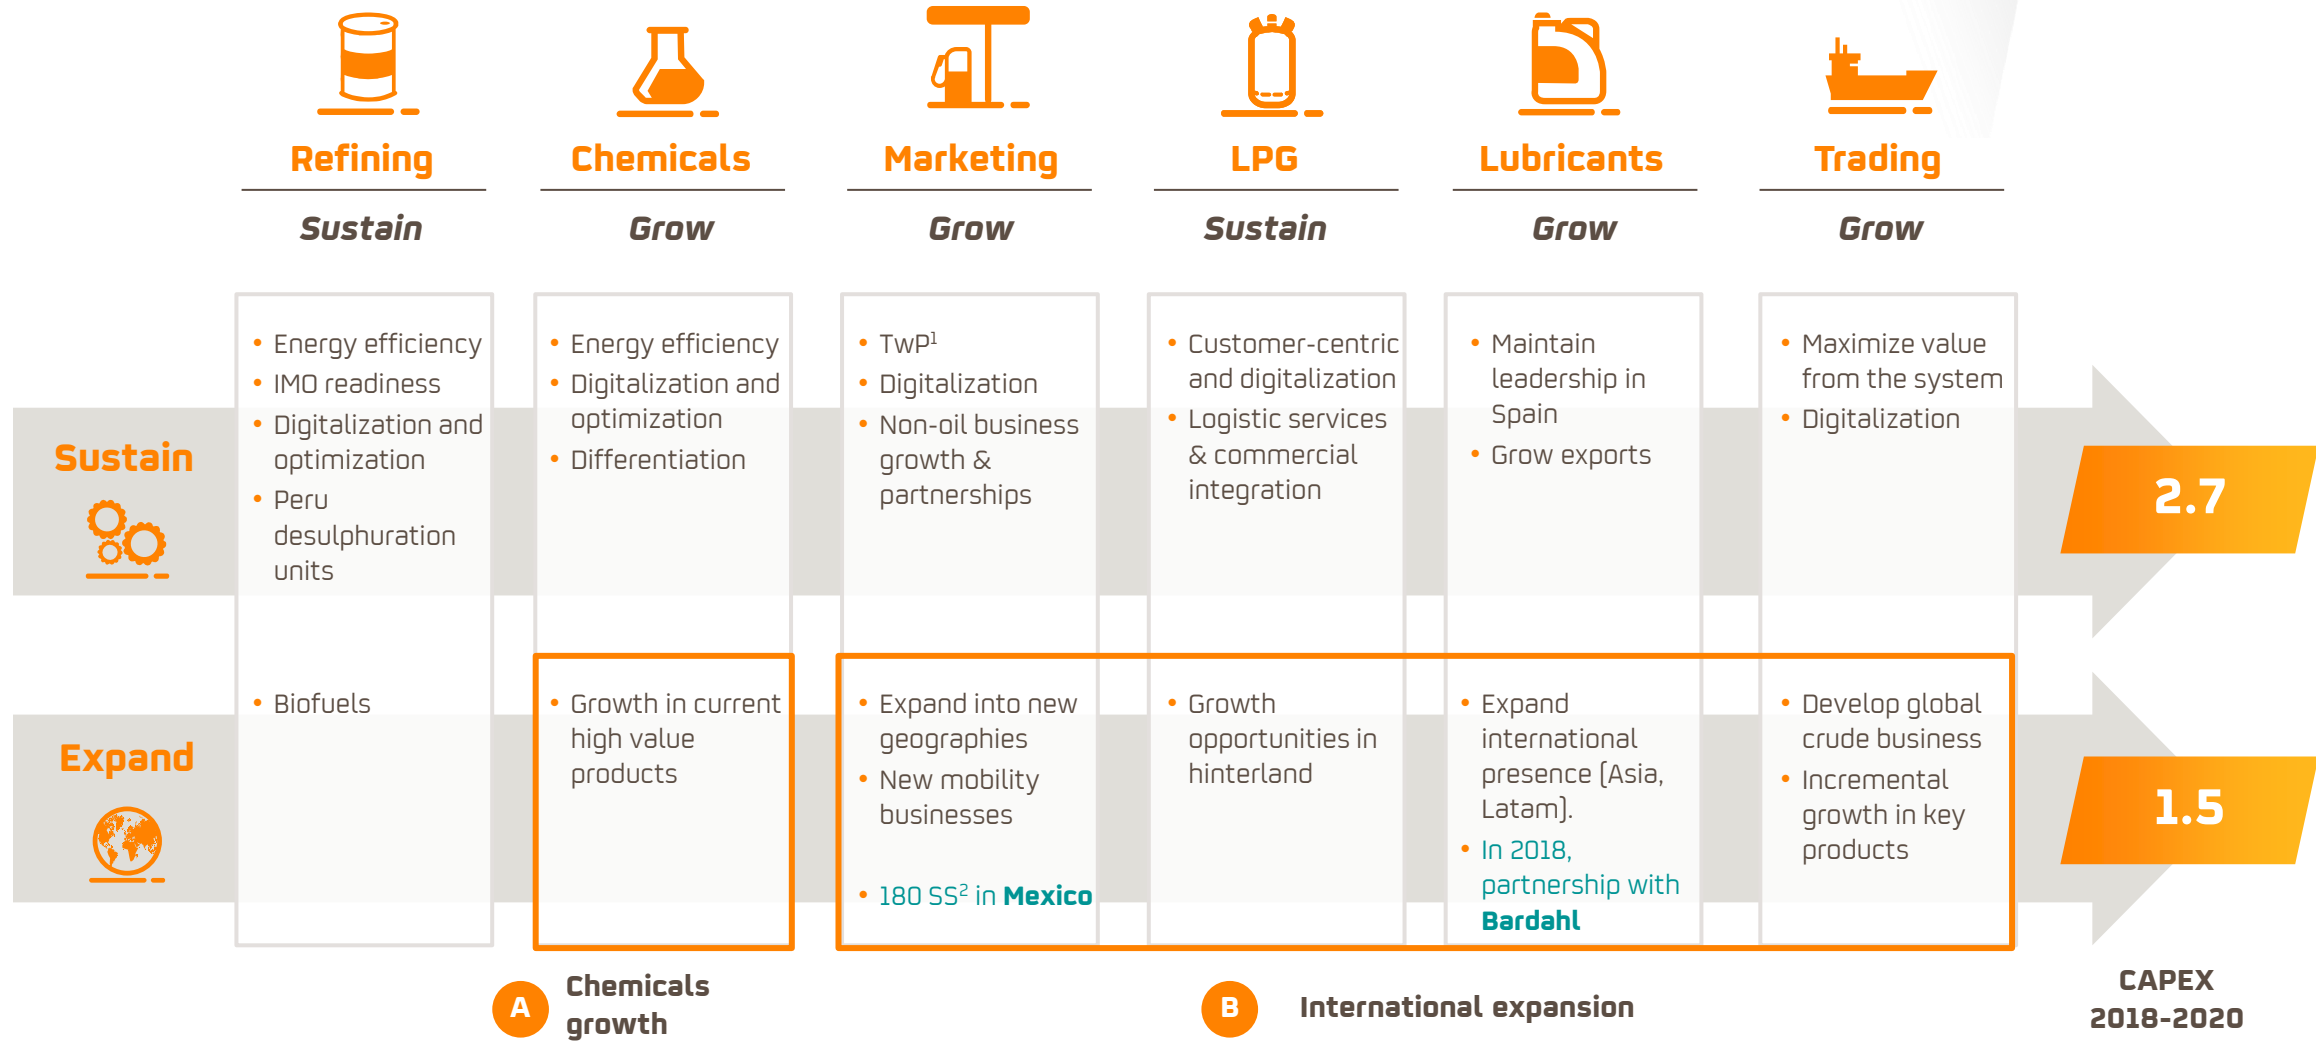 Refining
Chemicals
Marketing
LPG
Lubricants
Trading
Sustain
Grow
Grow
Sustain
Grow
Grow
Sustain
• Energy efficiency
• IMO readiness
• Digitalization and
optimization
• Peru
desulphuration
units
• Energy efficiency
• Digitalization and
optimization
• Differentiation
• TwP¹
• Digitalization
• Non-oil business
growth &
partnerships
• Customer-centric
and digitalization
• Logistic services
& commercial
integration
• Maintain
leadership in
Spain
• Grow exports
• Maximize value
from the system
• Digitalization
2.7
Expand
• Biofuels
• Growth in current
high value
products
• Expand into new
geographies
• New mobility
businesses
• 180 SS² in Mexico
• Growth
opportunities in
hinterland
• Expand
international
presence (Asia,
Latam).
• In 2018,
partnership with
Bardahl
• Develop global
crude business
• Incremental
growth in key
products
1.5
A
Chemicals
growth
B
International expansion
CAPEX
2018-2020